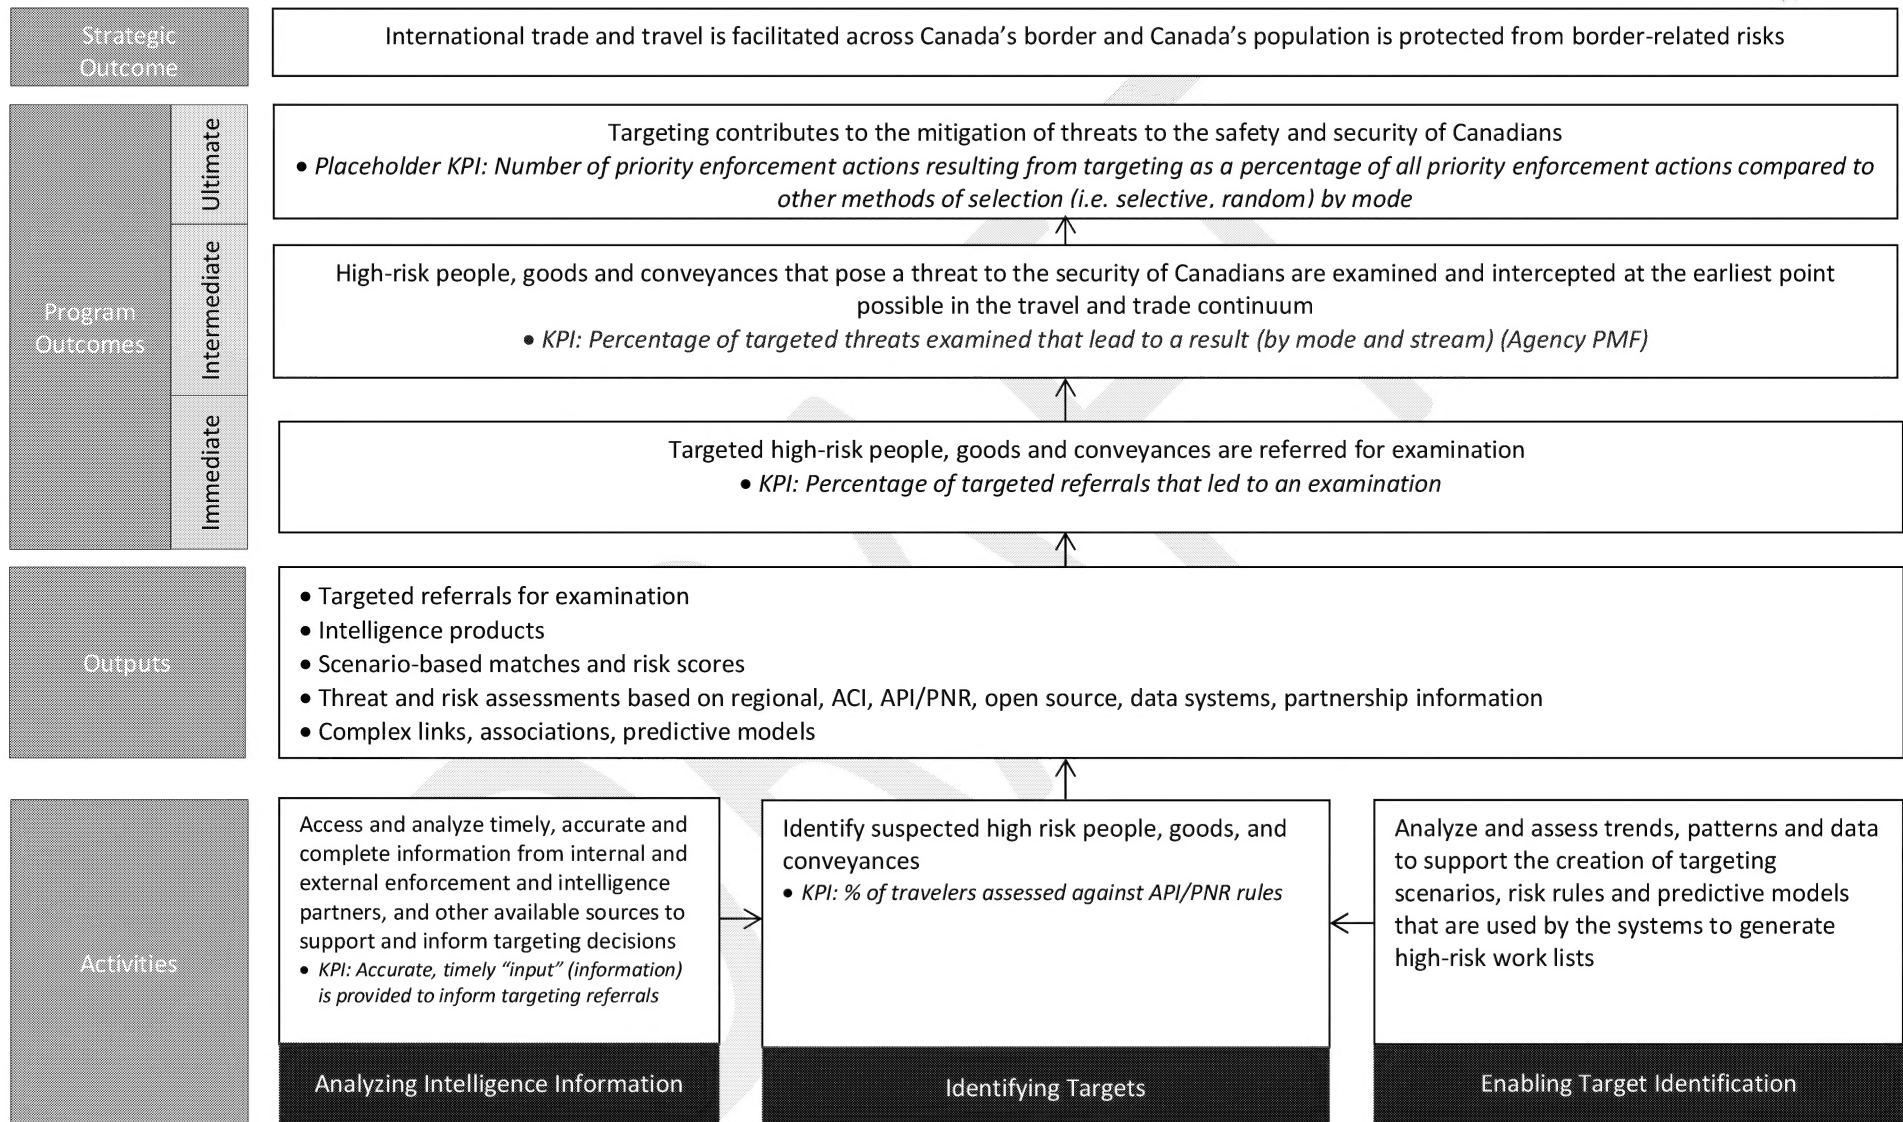 Strategic
Outcome
International trade and travel is facilitated across Canada’s border and Canada’s population is protected from border-related risks
Program
Outcomes
Ultimate
Targeting contributes to the mitigation of threats to the safety and security of Canadians
• Placeholder KPI: Number of priority enforcement actions resulting from targeting as a percentage of all priority enforcement actions compared to
other methods of selection (i.e. selective, random) by mode
Intermediate
High-risk people, goods and conveyances that pose a threat to the security of Canadians are examined and intercepted at the earliest point
possible in the travel and trade continuum
• KPI: Percentage of targeted threats examined that lead to a result (by mode and stream) (Agency PMF)
Immediate
Targeted high-risk people, goods and conveyances are referred for examination
• KPI: Percentage of targeted referrals that led to an examination
Outputs
• Targeted referrals for examination
• Intelligence products
• Scenario-based matches and risk scores
• Threat and risk assessments based on regional, ACI, API/PNR, open source, data systems, partnership information
• Complex links, associations, predictive models
Activities
Access and analyze timely, accurate and
complete information from internal and
external enforcement and intelligence
partners, and other available sources to
support and inform targeting decisions
• KPI: Accurate, timely “input” (information)
is provided to inform targeting referrals
Analyzing Intelligence Information
Identify suspected high risk people, goods, and
conveyances
• KPI: % of travelers assessed against API/PNR rules
Identifying Targets
Analyze and assess trends, patterns and data
to support the creation of targeting
scenarios, risk rules and predictive models
that are used by the systems to generate
high-risk work lists
Enabling Target Identification
DRAFT